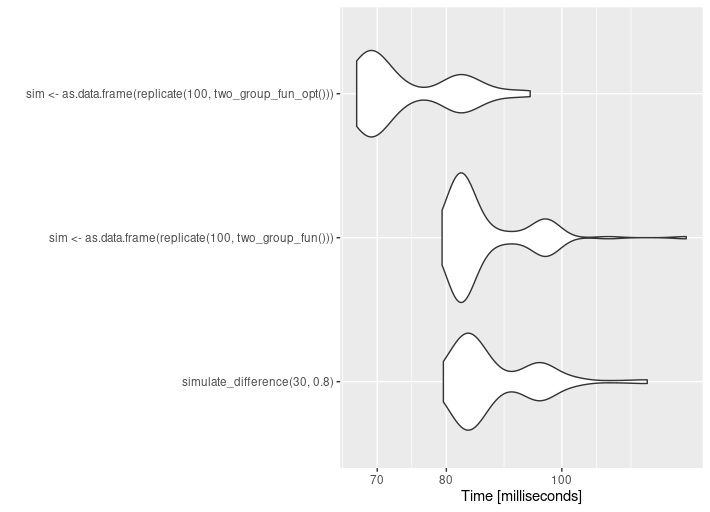 sim <- as.data.frame(replicate(100, two_group_fun_opt()))
sim <- as.data.frame(replicate(100, two_group_fun()))
simulate_difference(30, 0.8)
70 80 100
Time [milliseconds]